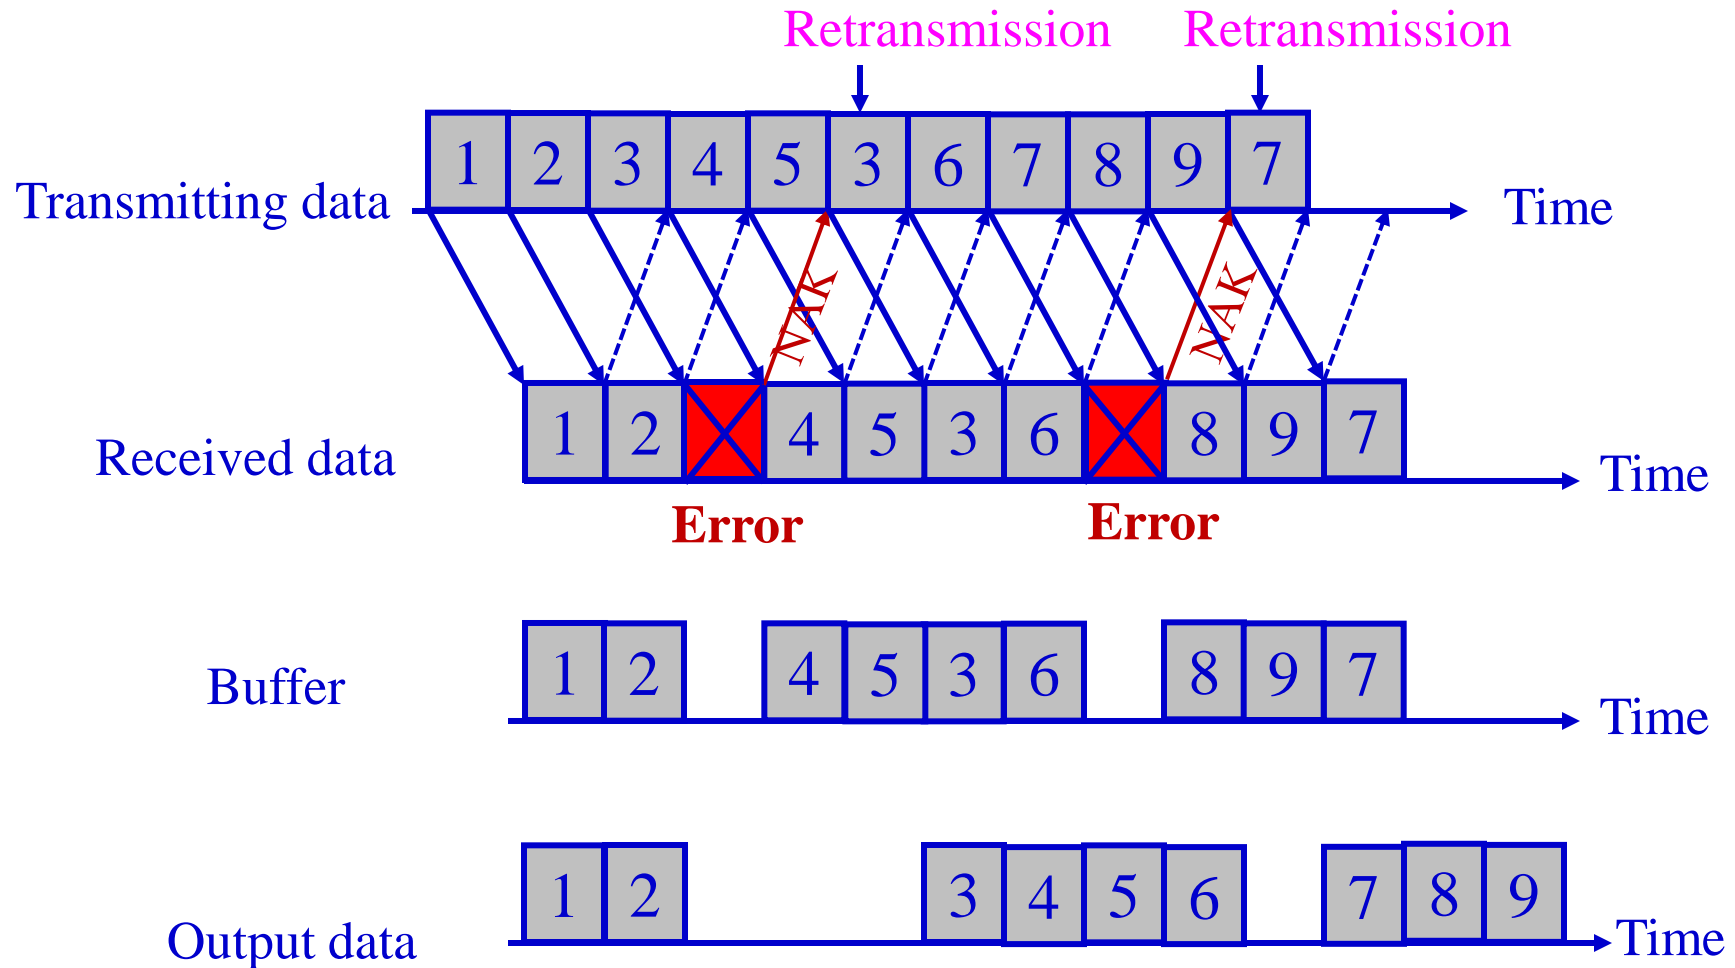 Retransmission Retransmission
1 2 3 4 5 3 6 7 8 9 7
Transmitting data Time
NAK NAK
1 2 4 5 3 6 8 9 7
Received data Time
Error Error
1 2 4 5 3 6 8 9 7
Buffer Time
1 2 3 4 5 6 7 8 9
Output data Time